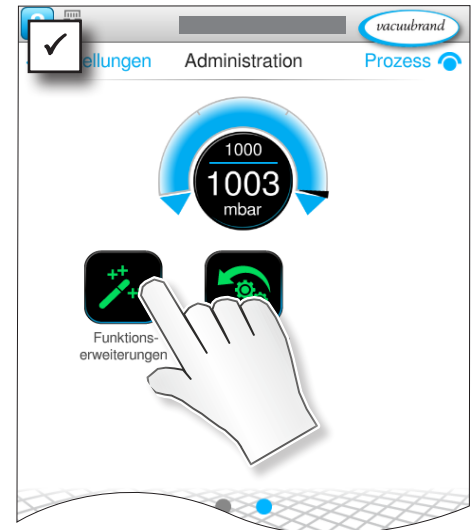 vacuubrand
ellungen Administration Prozess
1000
1003
mbar
Funktions-
erweiterungen